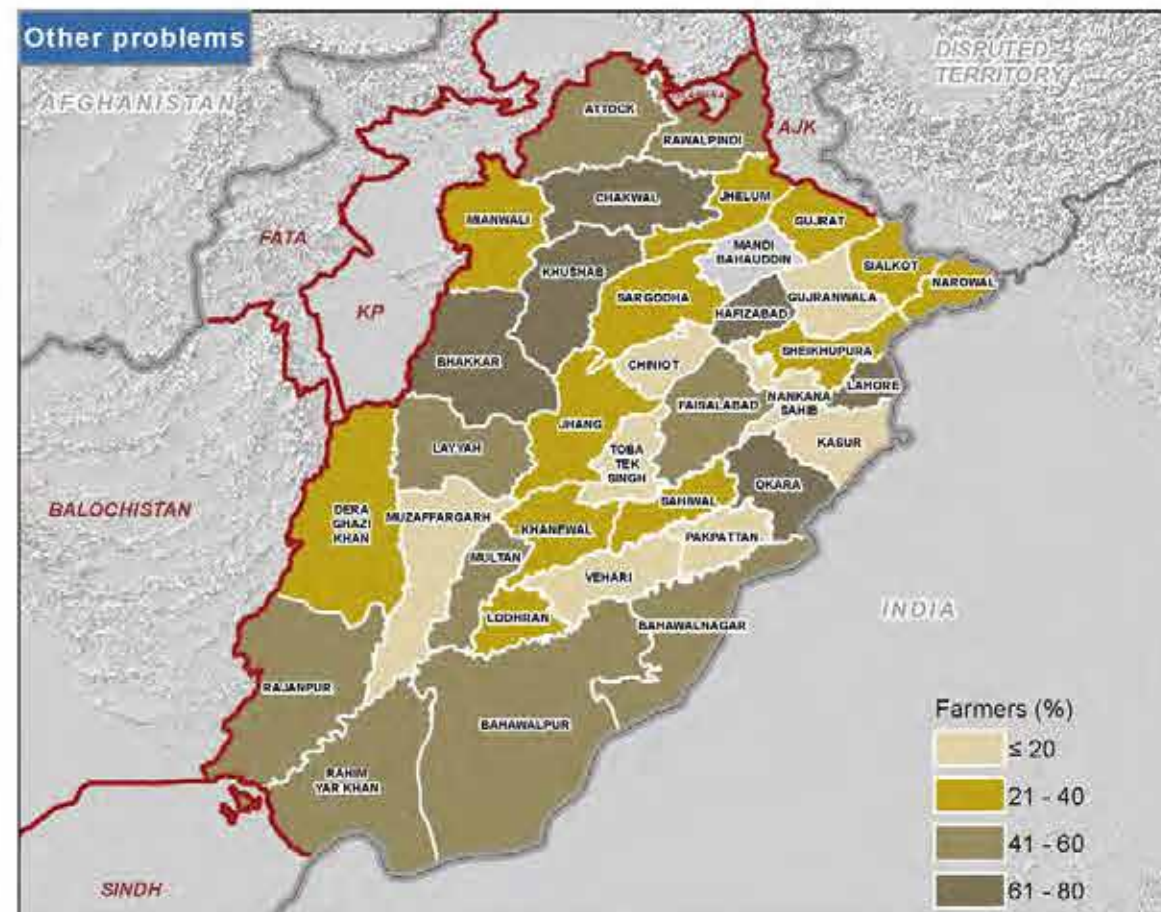 Other problems
DISPUTED
TERRITORY
AFGHANISTAN
ATTOCK
AJK
RAWALPINDI
CHAKWAL
JHELUM
MIANWALI
GUJRAT
FATA
MANDI
BAHAUDDIN
KHUSHAB
SIALKOT
NAROWAL
SARGODHA
GUJRANWALA
HAFIZABAD
KP
SHEIKHUPURA
BHAKKAR
CHINIOT
LAHORE
NANKANA
SAHIB
FAISALABAD
JHANG
KASUR
LAYYAH
TOBA
TEK
SINGH
OKARA
SAHIWAL
BALOCHISTAN
DERA
GHAZI
KHAN
MUZAFFARGARH
KHANEWAL
PAKPATTAN
MULTAN
VEHARI
INDIA
LODHRAN
BAHAWALNAGAR
RAJANPUR
BAHAWALPUR
RAHIM
YAR KHAN
SINDH
Farmers (%)
≤ 20
21 - 40
41 - 60
61 - 80